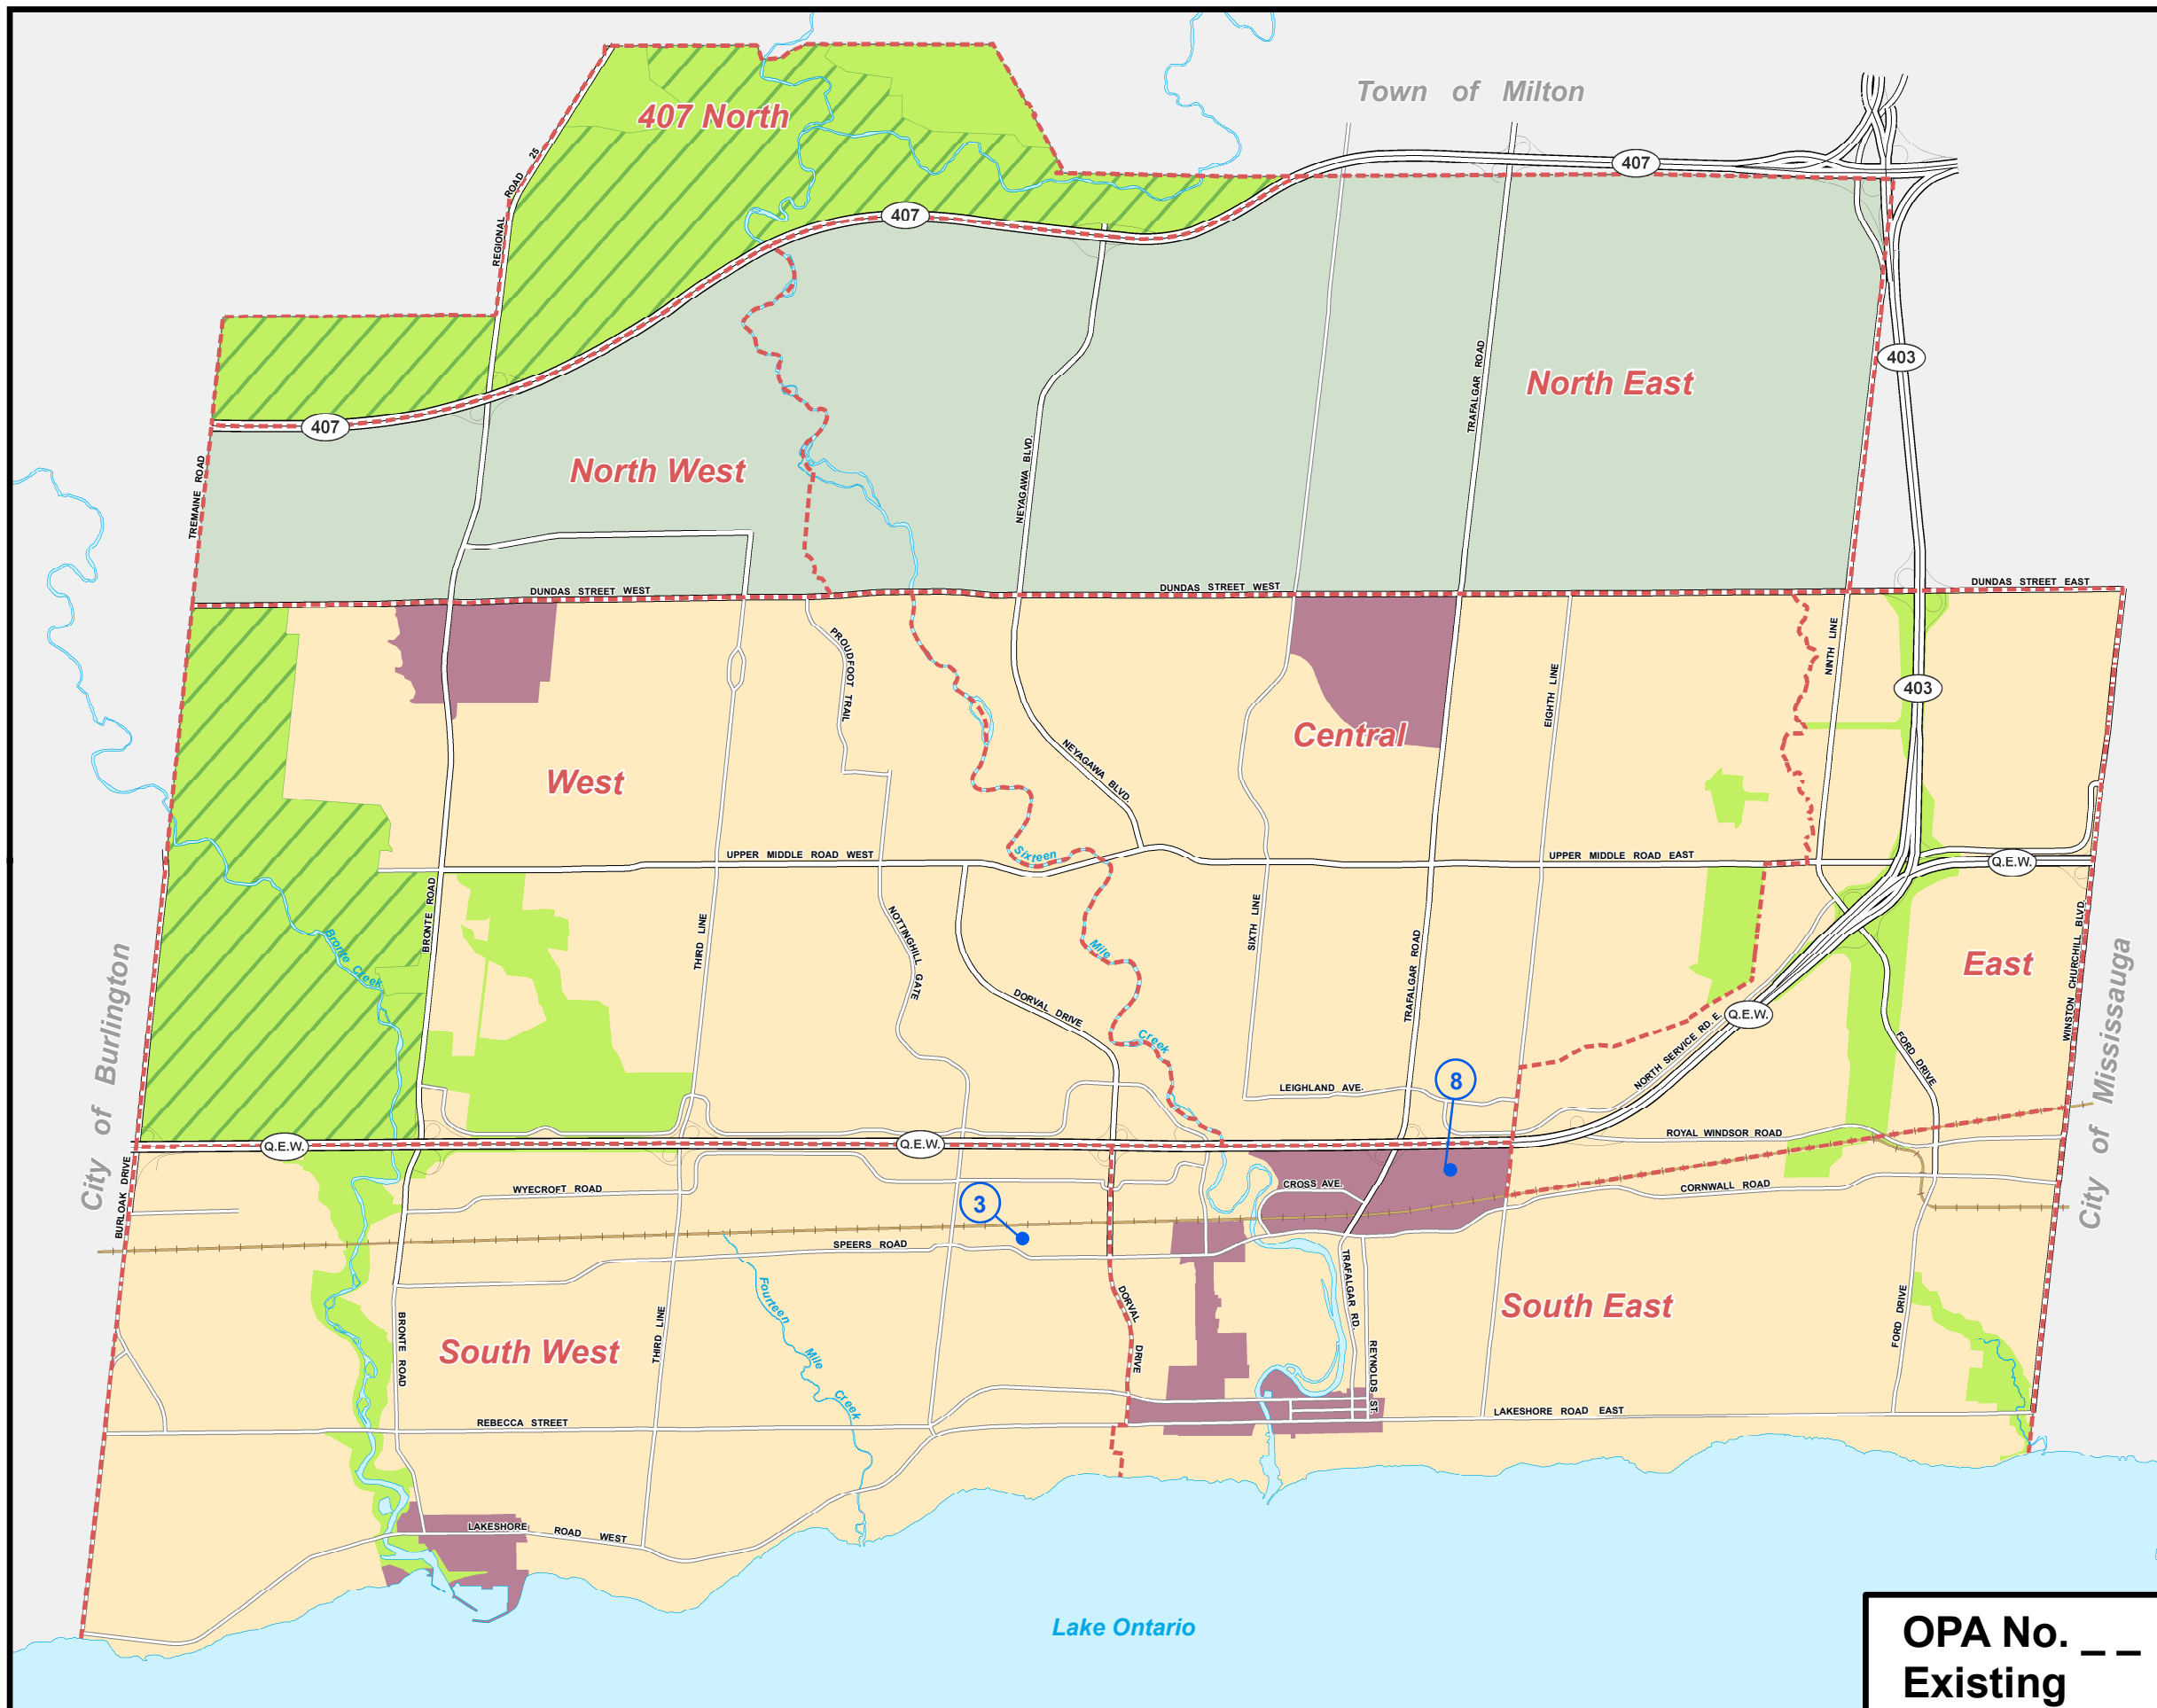 Town of Milton
407 North
REGIONAL ROAD 25
407
407
407
403
TREMAINE ROAD
North West
North East
NEYAGAWA BLVD.
TRAFALGAR ROAD
DUNDAS STREET WEST
DUNDAS STREET WEST
DUNDAS STREET EAST
PROUDFOOT TRAIL
EIGHTH LINE
NINTH LINE
403
West
Central
NEYAGAWA BLVD.
UPPER MIDDLE ROAD WEST
Sixteen
UPPER MIDDLE ROAD EAST
Q.E.W.
BRONTE ROAD
THIRD LINE
NOTTINGHILL GATE
Mile
SIXTH LINE
TRAFALGAR ROAD
East
WINSTON CHURCHILL BLVD.
City of Burlington
City of Mississauga
Bronte Creek
DORVAL DRIVE
Creek
Q.E.W.
NORTH SERVICE RD. E.
FORD DRIVE
LEIGHLAND AVE.
8
Q.E.W.
Q.E.W.
ROYAL WINDSOR ROAD
BURLOAK DRIVE
WYECROFT ROAD
CROSS AVE.
CORNWALL ROAD
3
SPEERS ROAD
Fourteen
Mile
Creek
DORVAL DRIVE
TRAFALGAR RD.
REYNOLDS ST.
South East
FORD DRIVE
South West
BRONTE ROAD
THIRD LINE
REBECCA STREET
LAKESHORE ROAD EAST
LAKESHORE ROAD WEST
Lake Ontario
OPA No. _ _
Existing